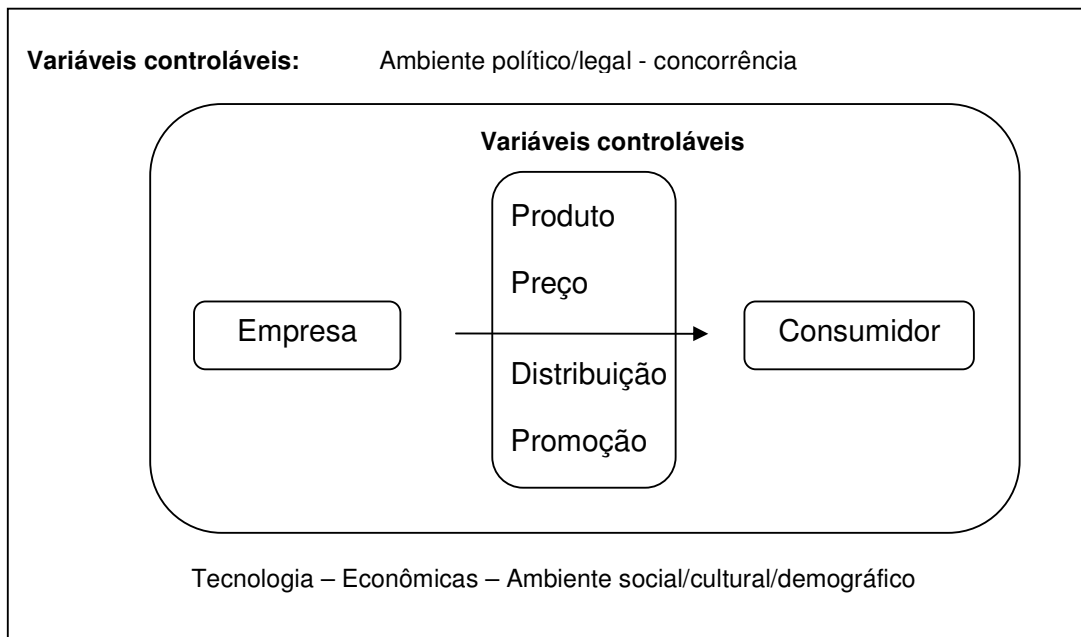 Variáveis controláveis: Ambiente político/legal - concorrência
Variáveis controláveis
Produto
Preço
Empresa
Consumidor
Distribuição
Promoção
Tecnologia – Econômicas – Ambiente social/cultural/demográfico